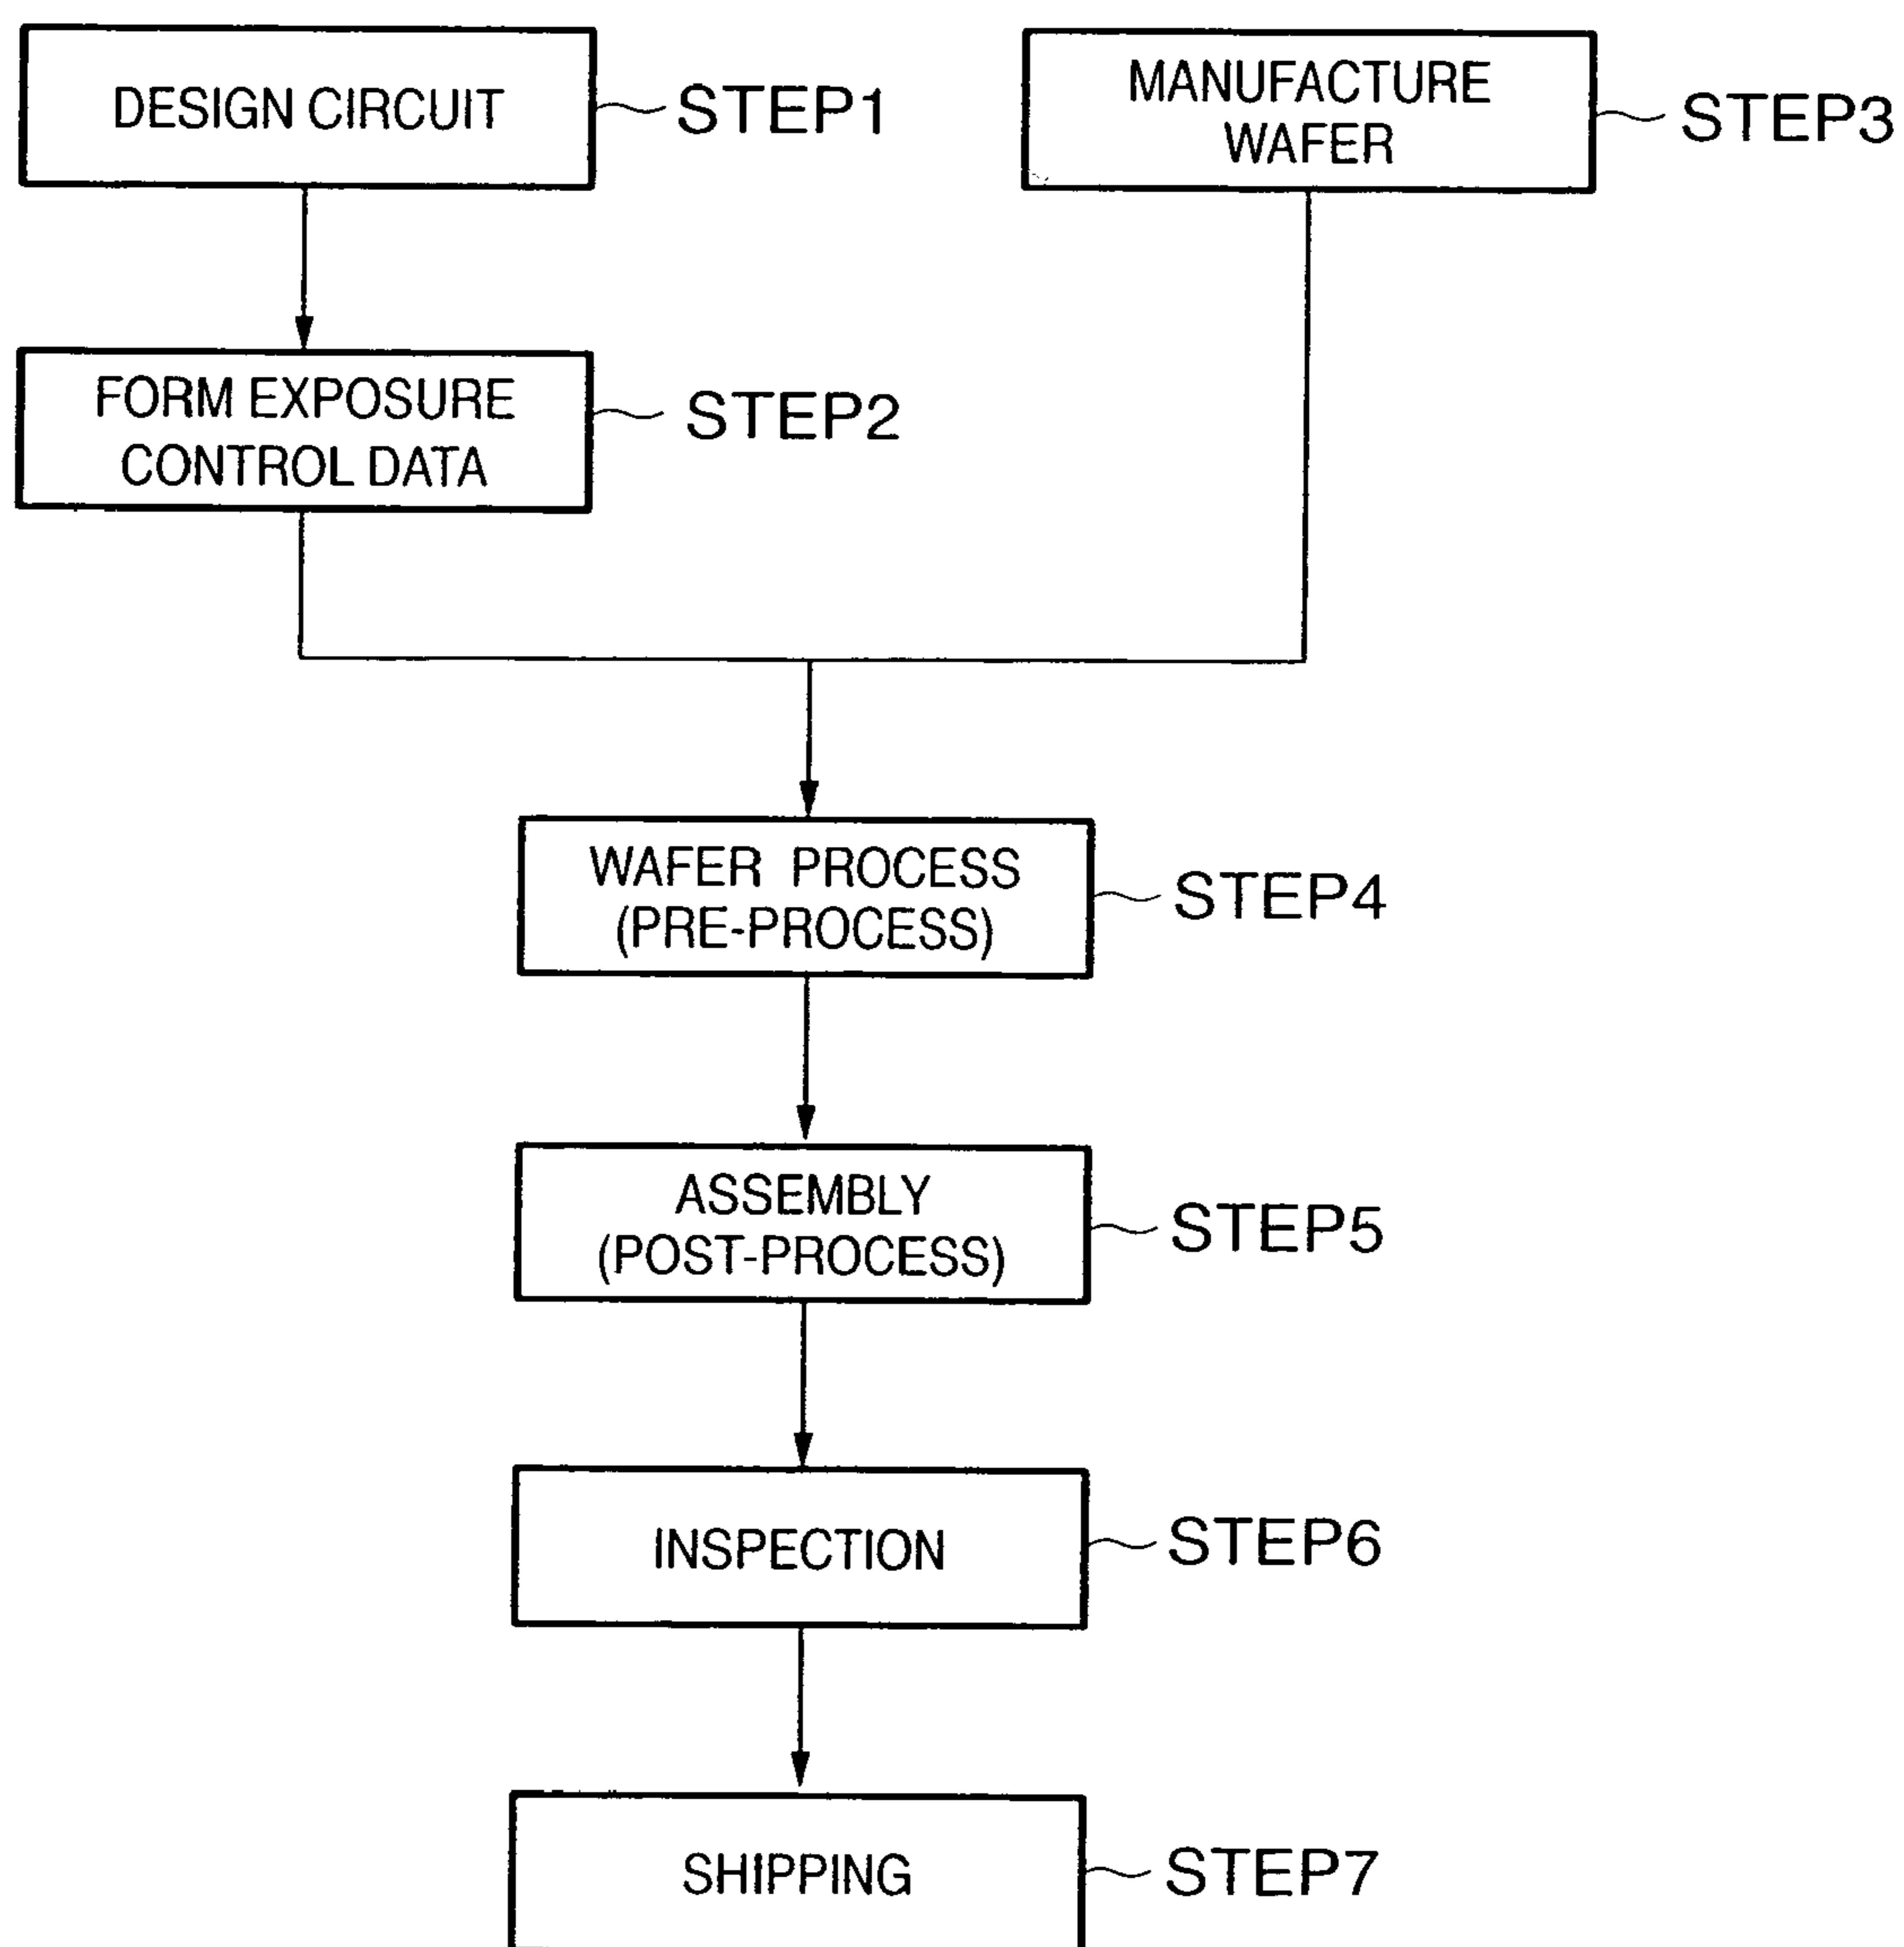 DESIGN CIRCUIT
STEP1
MANUFACTURE
WAFER
STEP3
FORM EXPOSURE
CONTROL DATA
STEP2
WAFER PROCESS
(PRE-PROCESS)
STEP4
ASSEMBLY
(POST-PROCESS)
STEP5
INSPECTION
STEP6
SHIPPING
STEP7